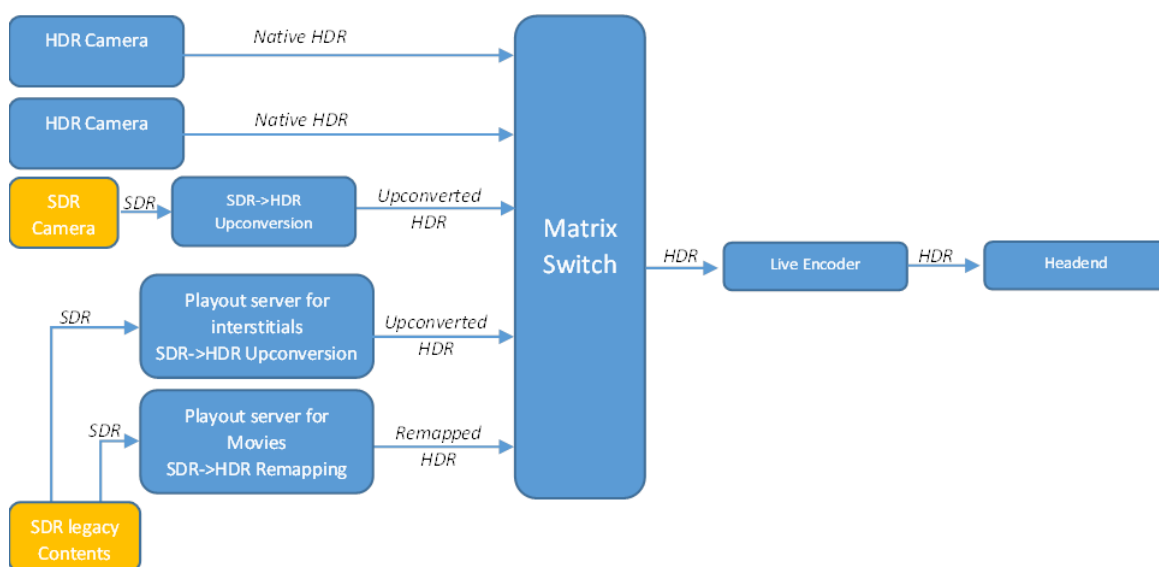 HDR Camera
Native HDR
HDR Camera
Native HDR
SDR
Camera
SDR
SDR->HDR
Upconversion
Upconverted
HDR
Playout server for
interstitials
SDR->HDR Upconversion
SDR
Upconverted
HDR
Playout server for
Movies
SDR->HDR Remapping
SDR
Remapped
HDR
SDR legacy
Contents
Matrix
Switch
HDR
Live Encoder
HDR
Headend